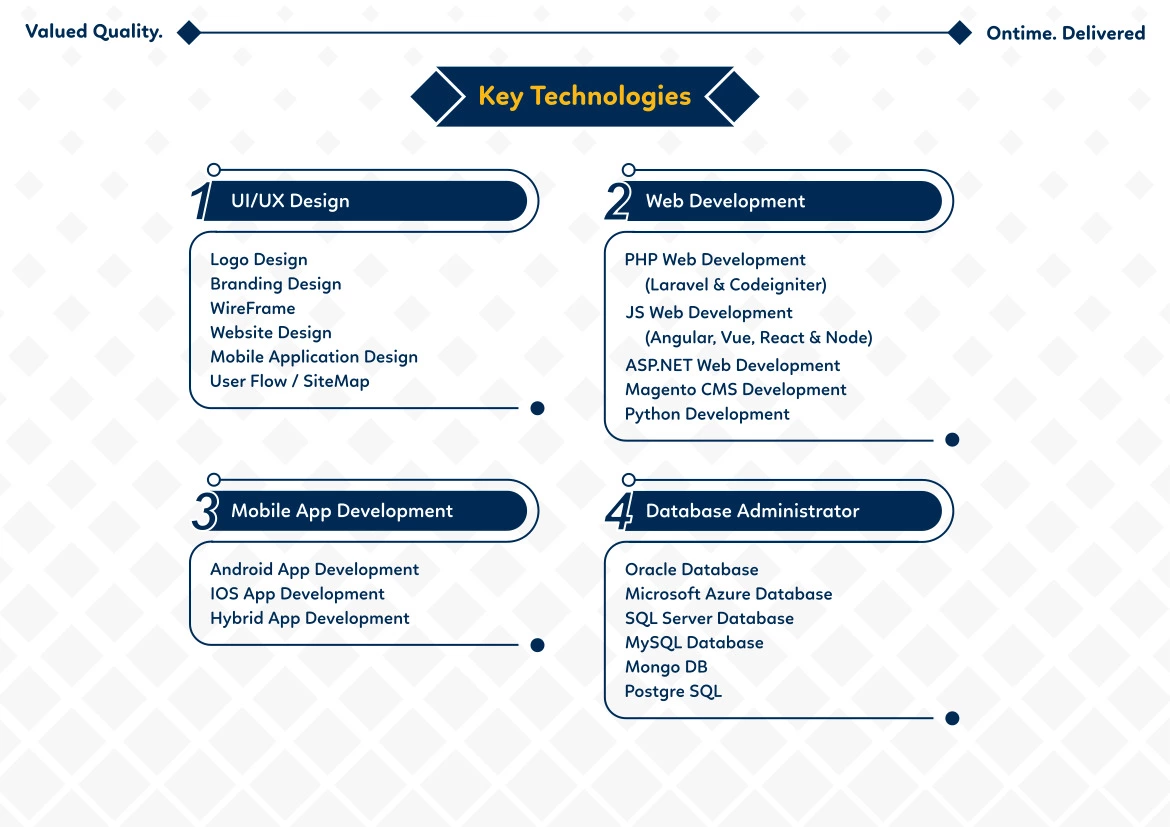 Valued Quality.
Ontime. Delivered
Key Technologies
1 UI/UX Design
Logo Design
Branding Design
WireFrame
Website Design
Mobile Application Design
User Flow / SiteMap
2 Web Development
PHP Web Development
(Laravel & Codeigniter)
JS Web Development
(Angular, Vue, React & Node)
ASP.NET Web Development
Magento CMS Development
Python Development
3 Mobile App Development
Android App Development
IOS App Development
Hybrid App Development
4 Database Administrator
Oracle Database
Microsoft Azure Database
SQL Server Database
MySQL Database
Mongo DB
Postgre SQL